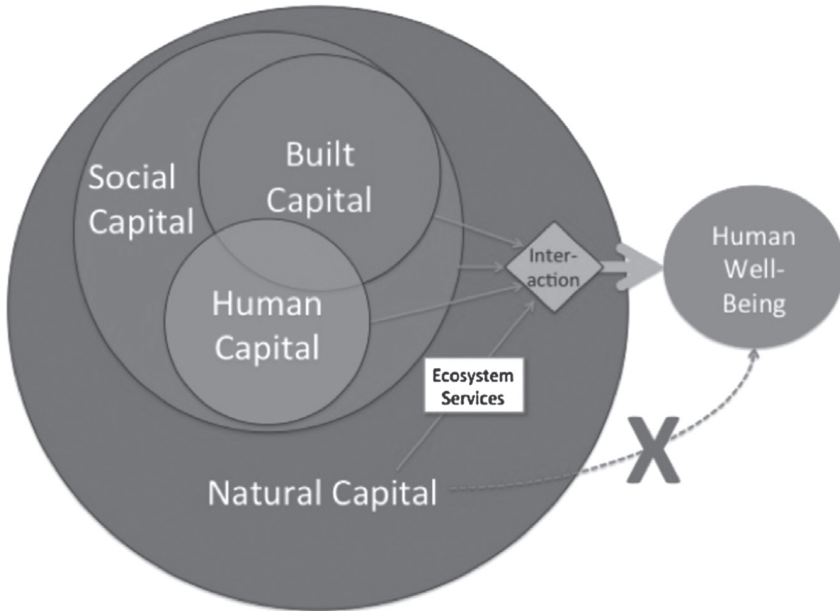 Social
Capital
Built
Capital
Human
Capital
Inter-
action
Human
Well-
Being
Ecosystem
Services
Natural Capital
X